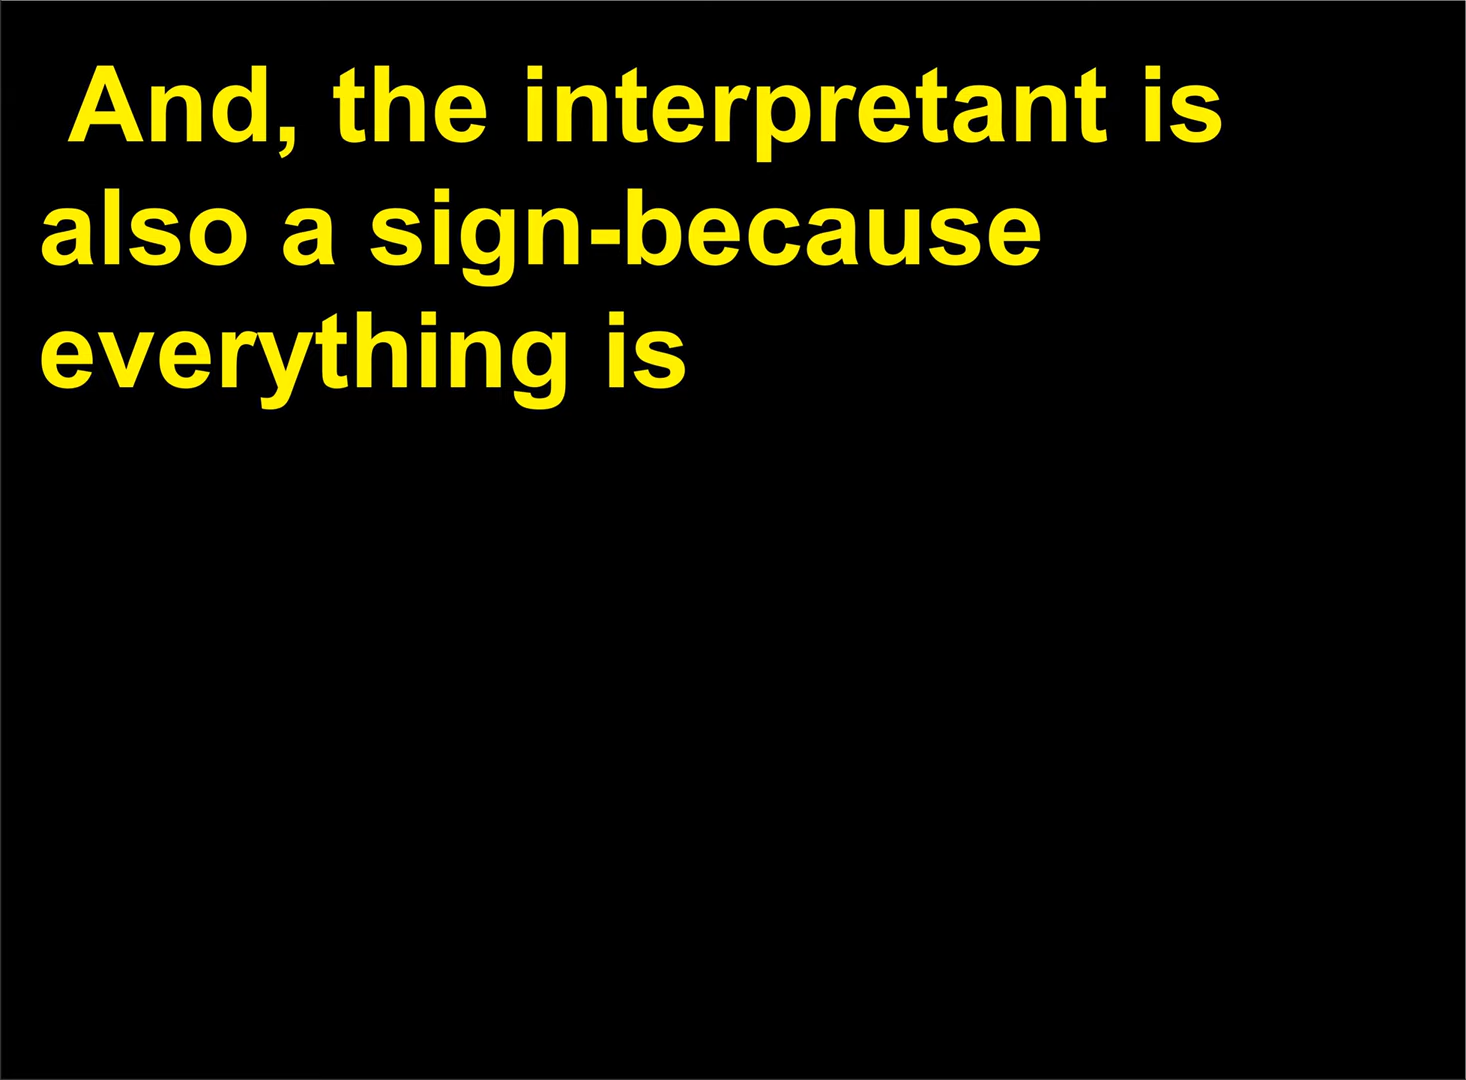 And, the interpretant is
also a sign-because
everything is